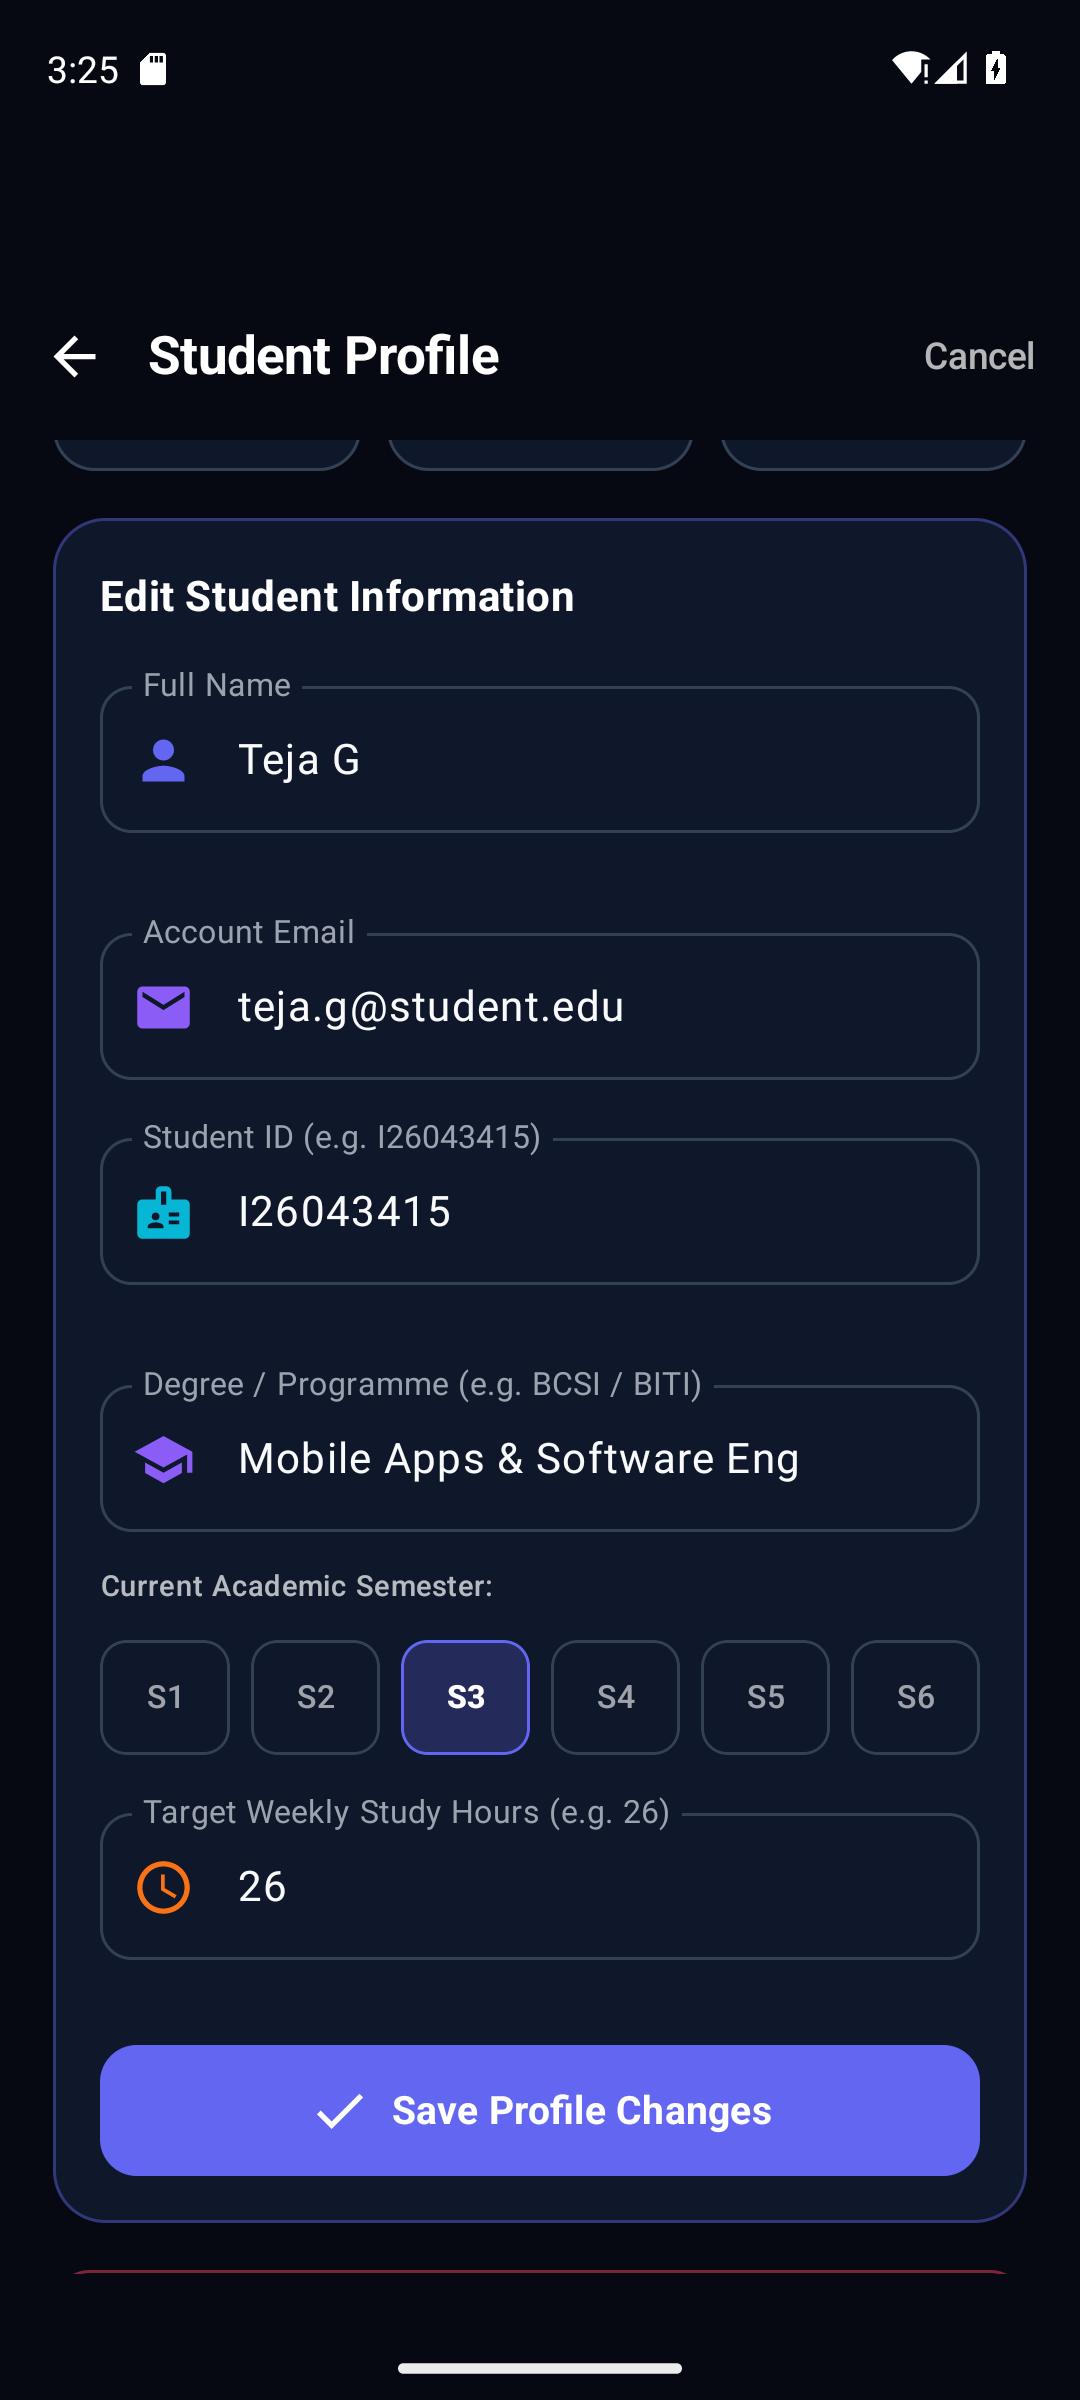 3:25
Student Profile
Cancel
Edit Student Information
Full Name
Teja G
Account Email
teja.g@student.edu
Student ID (e.g. I26043415)
I26043415
Degree / Programme (e.g. BCSI / BITI)
Mobile Apps & Software Eng
Current Academic Semester:
S1 S2 S3 S4 S5 S6
Target Weekly Study Hours (e.g. 26)
26
Save Profile Changes